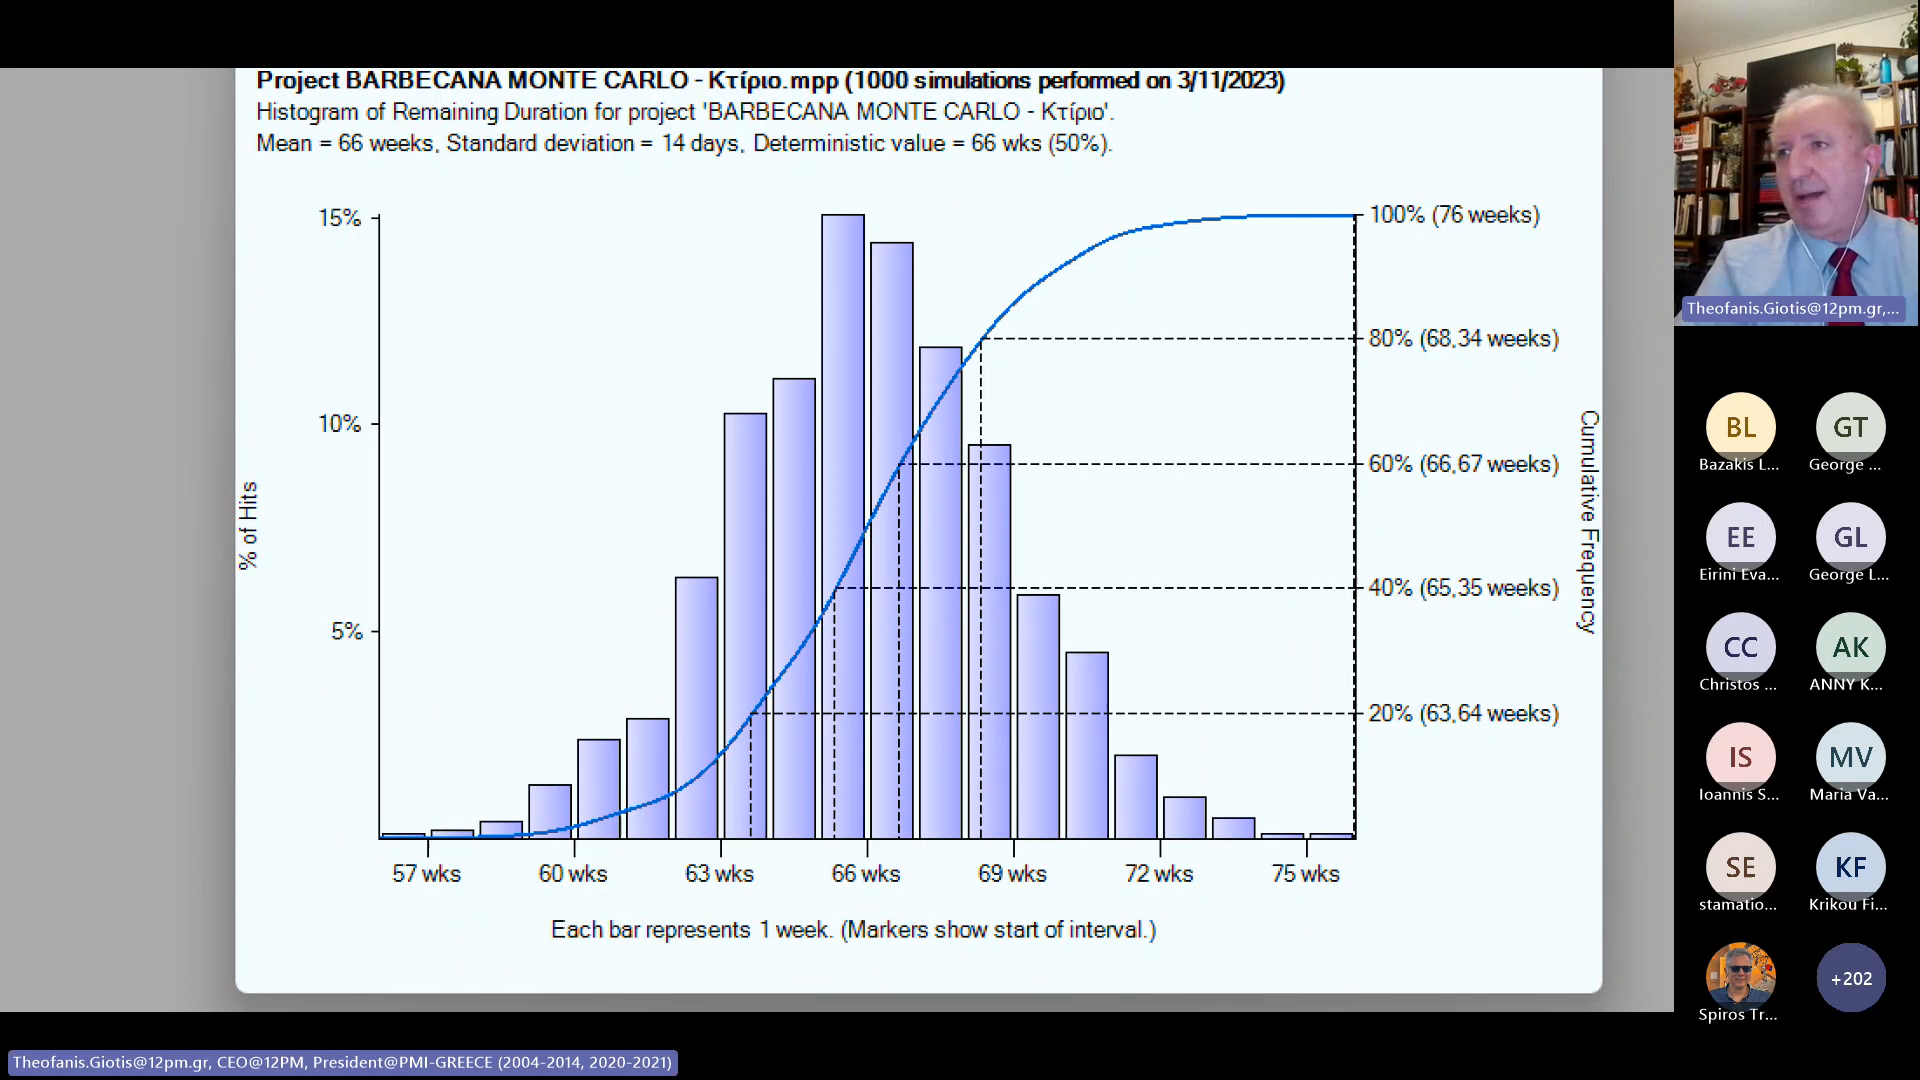 Project BARBECANA MONTE CARLO - Κτίριο.mpp (1000 simulations performed on 3/11/2023)
Histogram of Remaining Duration for project 'BARBECANA MONTE CARLO - Κτίριο'.
Mean = 66 weeks, Standard deviation = 14 days, Deterministic value = 66 wks (50%).
15%
10%
5%
% of Hits
100% (76 weeks)
80% (68,34 weeks)
60% (66,67 weeks)
40% (65,35 weeks)
20% (63,64 weeks)
Cumulative Frequency
57 wks
60 wks
63 wks
66 wks
69 wks
72 wks
75 wks
Each bar represents 1 week. (Markers show start of interval.)
Theofanis.Giotis@12pm.gr,...
BL
Bazakis L...
GT
George ...
EE
Eirini Eva...
GL
George L...
CC
Christos ...
AK
ANNY K...
IS
Ioannis S...
MV
Maria Va...
SE
stamatio...
KF
Krikou Fi...
Spiros Tr...
+202
Theofanis.Giotis@12pm.gr, CEO@12PM, President@PMI-GREECE (2004-2014, 2020-2021)